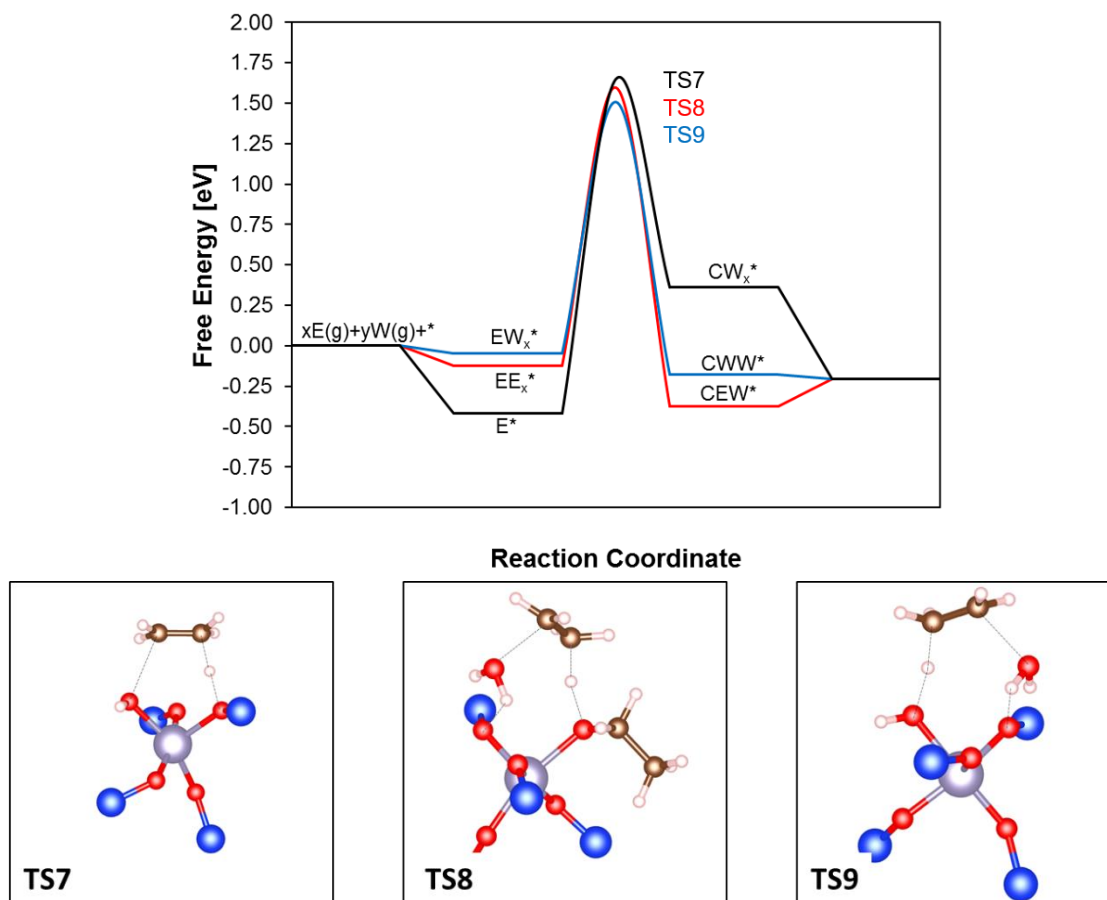 2.00
1.75
1.50
1.25
1.00
0.75
0.50
0.25
0.00
-0.25
-0.50
-0.75
-1.00
Free Energy [eV]
TS7
TS8
TS9
xE(g)+yW(g)+*
EWₓ*
EEₓ*
E*
CWₓ*
CWW*
CEW*
Reaction Coordinate
TS7
TS8
TS9